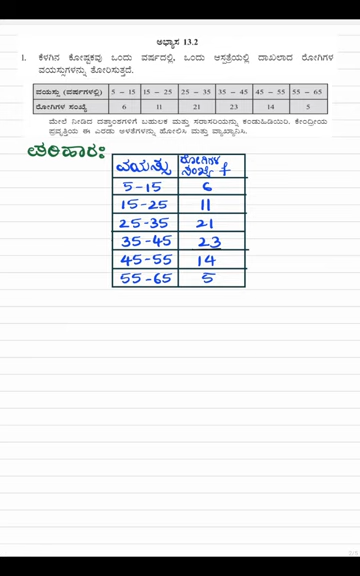 ಅಭ್ಯಾಸ 13.2
1. ಕೆಳಗಿನ ಕೋಷ್ಟಕವು ಒಂದು ವರ್ಷದಲ್ಲಿ, ಒಂದು ಆಸ್ಪತ್ರೆಯಲ್ಲಿ ದಾಖಲಾದ ರೋಗಿಗಳ
ವಯಸ್ಸುಗಳನ್ನು ತೋರಿಸುತ್ತದೆ.
ವಯಸ್ಸು (ವರ್ಷಗಳಲ್ಲಿ) 5 – 15 15 – 25 25 – 35 35 – 45 45 – 55 55 – 65
ರೋಗಿಗಳ ಸಂಖ್ಯೆ 6 11 21 23 14 5
ಮೇಲೆ ನೀಡಿದ ದತ್ತಾಂಶಗಳಿಗೆ ಬಹುಲಕ ಮತ್ತು ಸರಾಸರಿಯನ್ನು ಕಂಡುಹಿಡಿಯಿರಿ. ಕೇಂದ್ರೀಯ
ಪ್ರವೃತ್ತಿಯ ಈ ಎರಡು ಅಳತೆಗಳನ್ನು ಹೋಲಿಸಿ ಮತ್ತು ವ್ಯಾಖ್ಯಾನಿಸಿ.
ಪರಿಹಾರ:
ವಯಸ್ಸು ರೋಗಿಗಳ ಸಂಖ್ಯೆ f
5-15 6
15-25 11
25-35 21
35-45 23
45-55 14
55-65 5